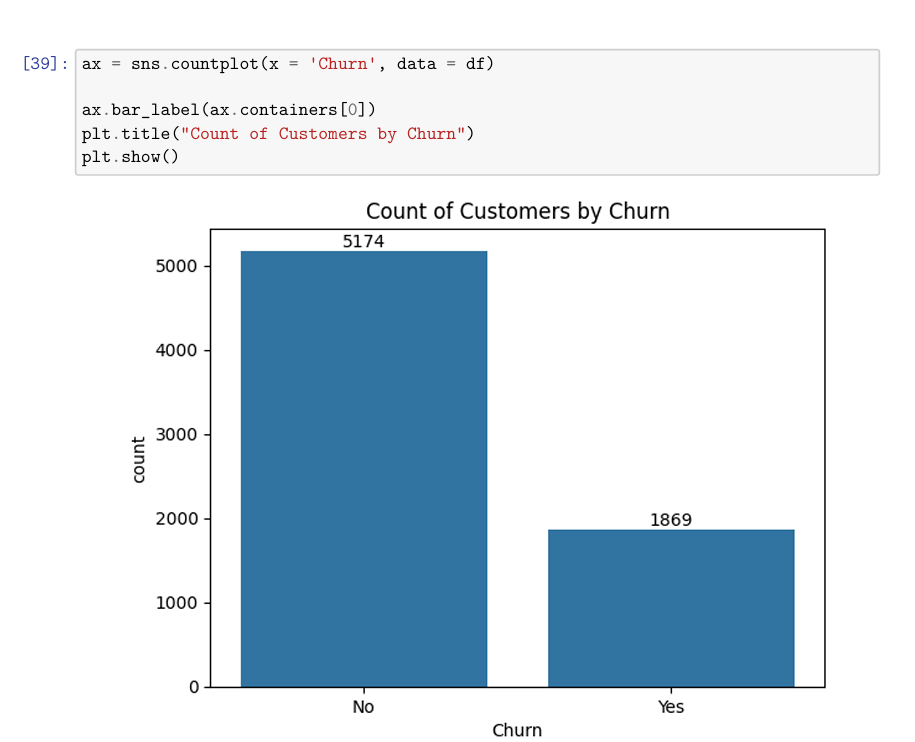 [39]: ax = sns.countplot(x = 'Churn', data = df)
ax.bar_label(ax.containers[0])
plt.title("Count of Customers by Churn")
plt.show()
Count of Customers by Churn
5174
1869
5000
4000
3000
2000
1000
0
count
No Yes
Churn